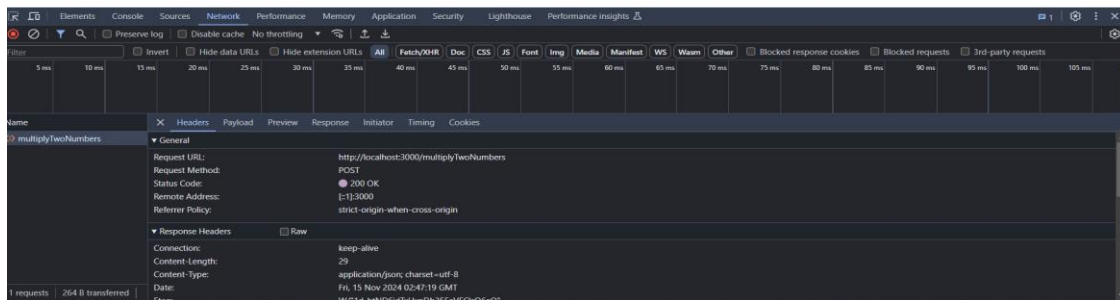 Elements Console Sources Network Performance Memory Application Security Lighthouse Performance insights 1
Preserve log Disable cache No throttling
Filter Invert Hide data URLs Hide extension URLs All Fetch/XHR Doc CSS JS Font Img Media Manifest WS Wasm Other Blocked response cookies Blocked requests 3rd-party requests
5 ms 10 ms 15 ms 20 ms 25 ms 30 ms 35 ms 40 ms 45 ms 50 ms 55 ms 60 ms 65 ms 70 ms 75 ms 80 ms 85 ms 90 ms 95 ms 100 ms 105 ms
Name Headers Payload Preview Response Initiator Timing Cookies
multiplyTwoNumbers General
Request URL: http://localhost:3000/multiplyTwoNumbers
Request Method: POST
Status Code: 200 OK
Remote Address: [::1]:3000
Referrer Policy: strict-origin-when-cross-origin
Response Headers Raw
Connection: keep-alive
Content-Length: 29
Content-Type: application/json; charset=utf-8
1 requests 264 B transferred Date: Fri, 15 Nov 2024 02:47:19 GMT